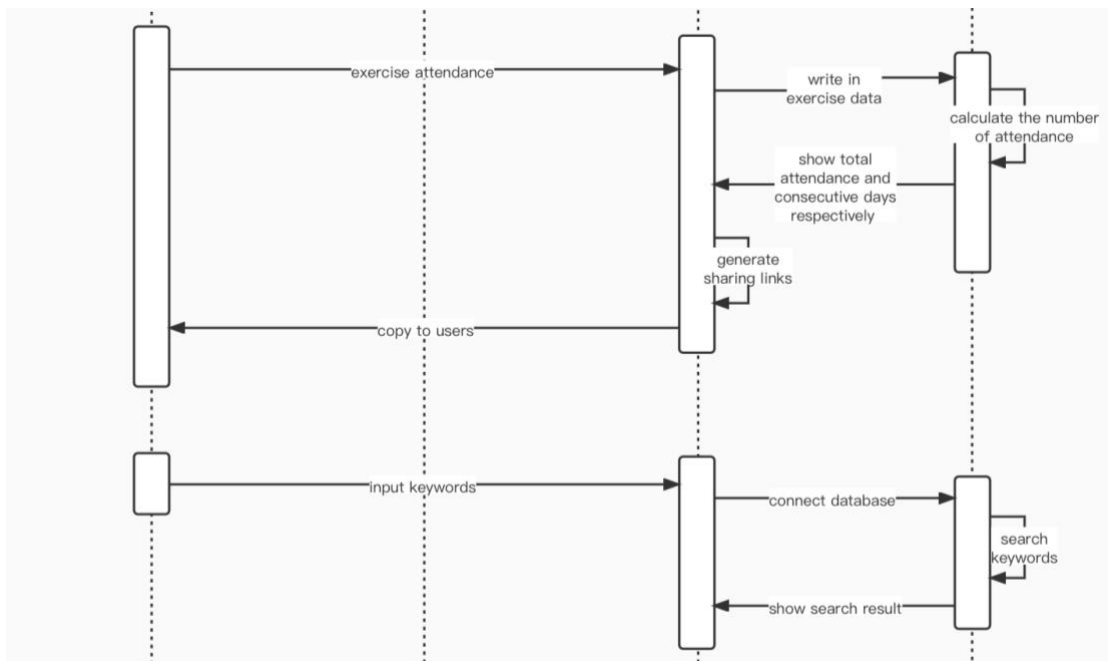 exercise attendance
write in
exercise data
calculate the number
of attendance
show total
attendance and
consecutive days
respectively
generate
sharing links
copy to users
input keywords
connect database
search
keywords
show search result